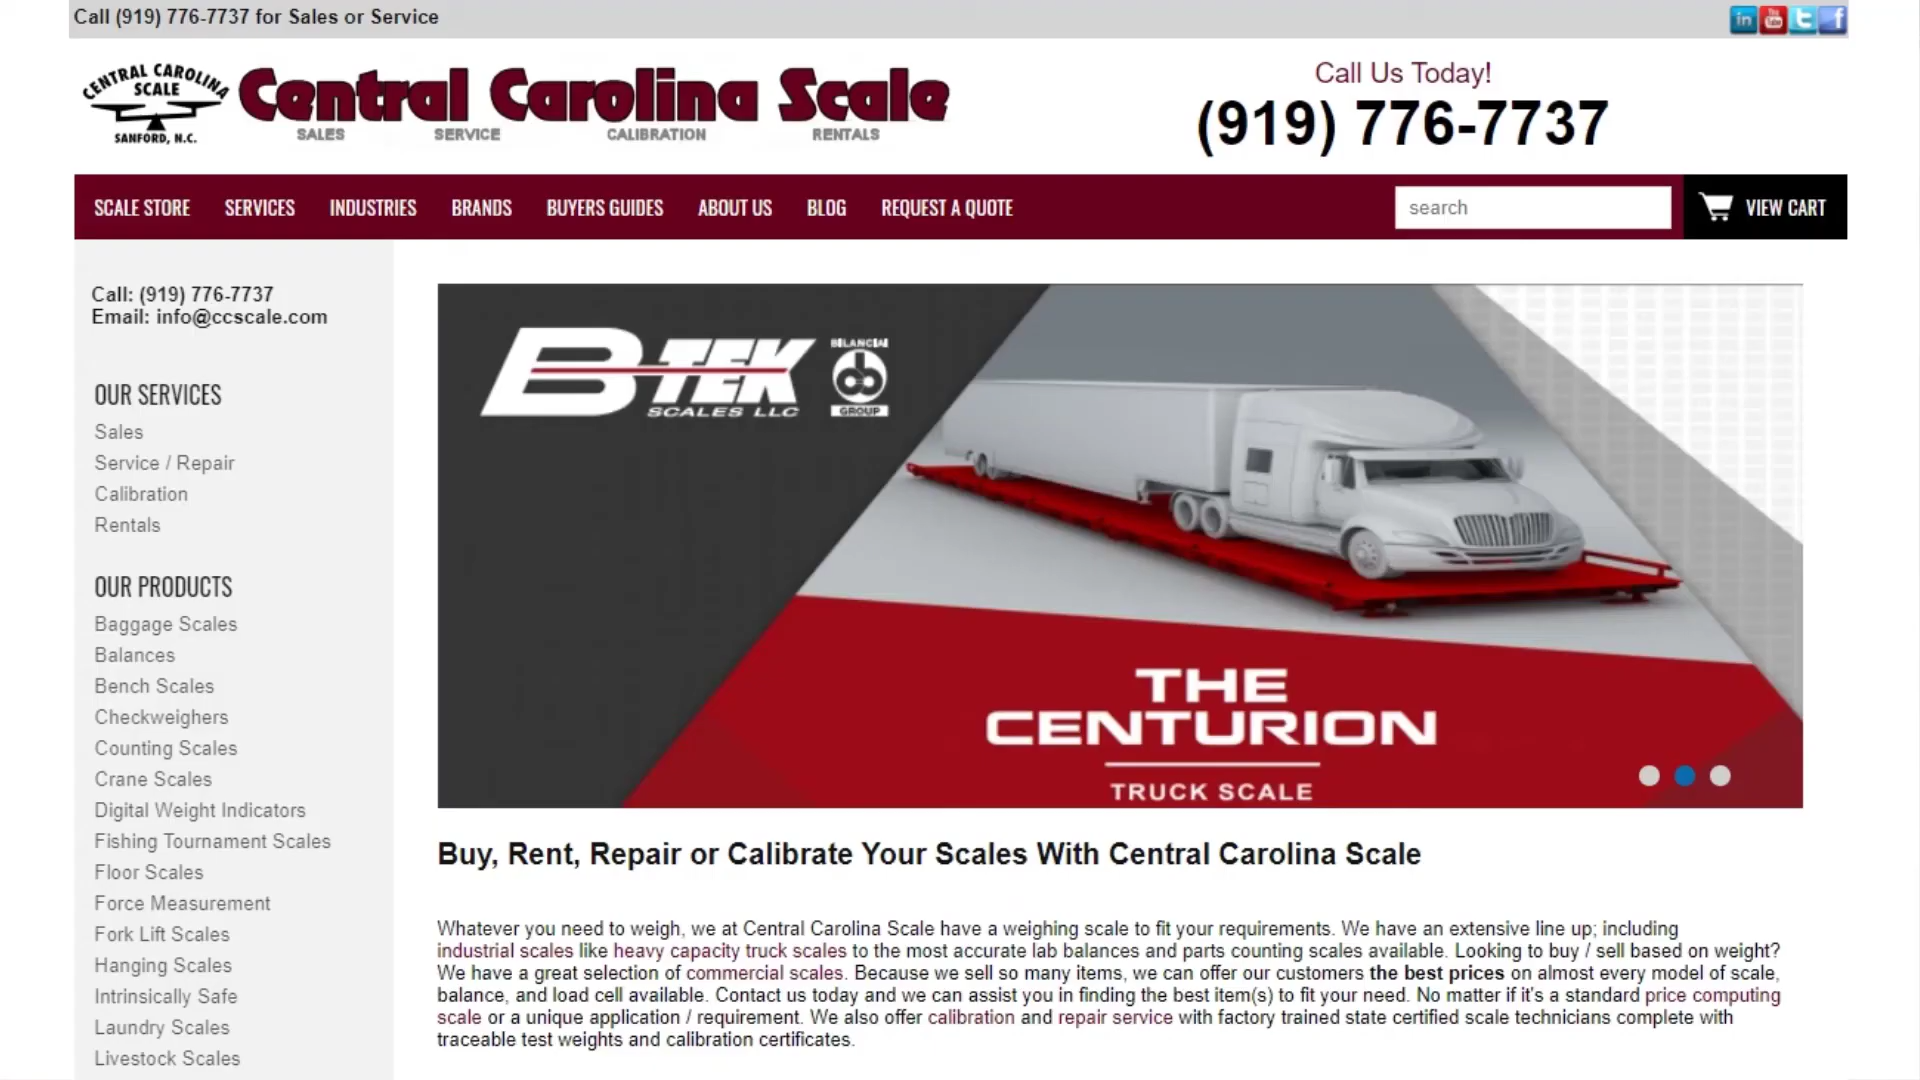 Call (919) 776-7737 for Sales or Service
in You Tube t f
CENTRAL CAROLINA
SCALE
SANFORD, N.C.
Central Carolina Scale
SALES SERVICE CALIBRATION RENTALS
Call Us Today!
(919) 776-7737
SCALE STORE SERVICES INDUSTRIES BRANDS BUYERS GUIDES ABOUT US BLOG REQUEST A QUOTE search VIEW CART
Call: (919) 776-7737
Email: info@ccscale.com
OUR SERVICES
Sales
Service / Repair
Calibration
Rentals
OUR PRODUCTS
Baggage Scales
Balances
Bench Scales
Checkweighers
Counting Scales
Crane Scales
Digital Weight Indicators
Fishing Tournament Scales
Floor Scales
Force Measurement
Fork Lift Scales
Hanging Scales
Intrinsically Safe
Laundry Scales
Livestock Scales
B-TEK
SCALES LLC
BILANCIAI
GROUP
THE
CENTURION
TRUCK SCALE
Buy, Rent, Repair or Calibrate Your Scales With Central Carolina Scale
Whatever you need to weigh, we at Central Carolina Scale have a weighing scale to fit your requirements. We have an extensive line up; including
industrial scales like heavy capacity truck scales to the most accurate lab balances and parts counting scales available. Looking to buy / sell based on weight?
We have a great selection of commercial scales. Because we sell so many items, we can offer our customers the best prices on almost every model of scale,
balance, and load cell available. Contact us today and we can assist you in finding the best item(s) to fit your need. No matter if it's a standard price computing
scale or a unique application / requirement. We also offer calibration and repair service with factory trained state certified scale technicians complete with
traceable test weights and calibration certificates.